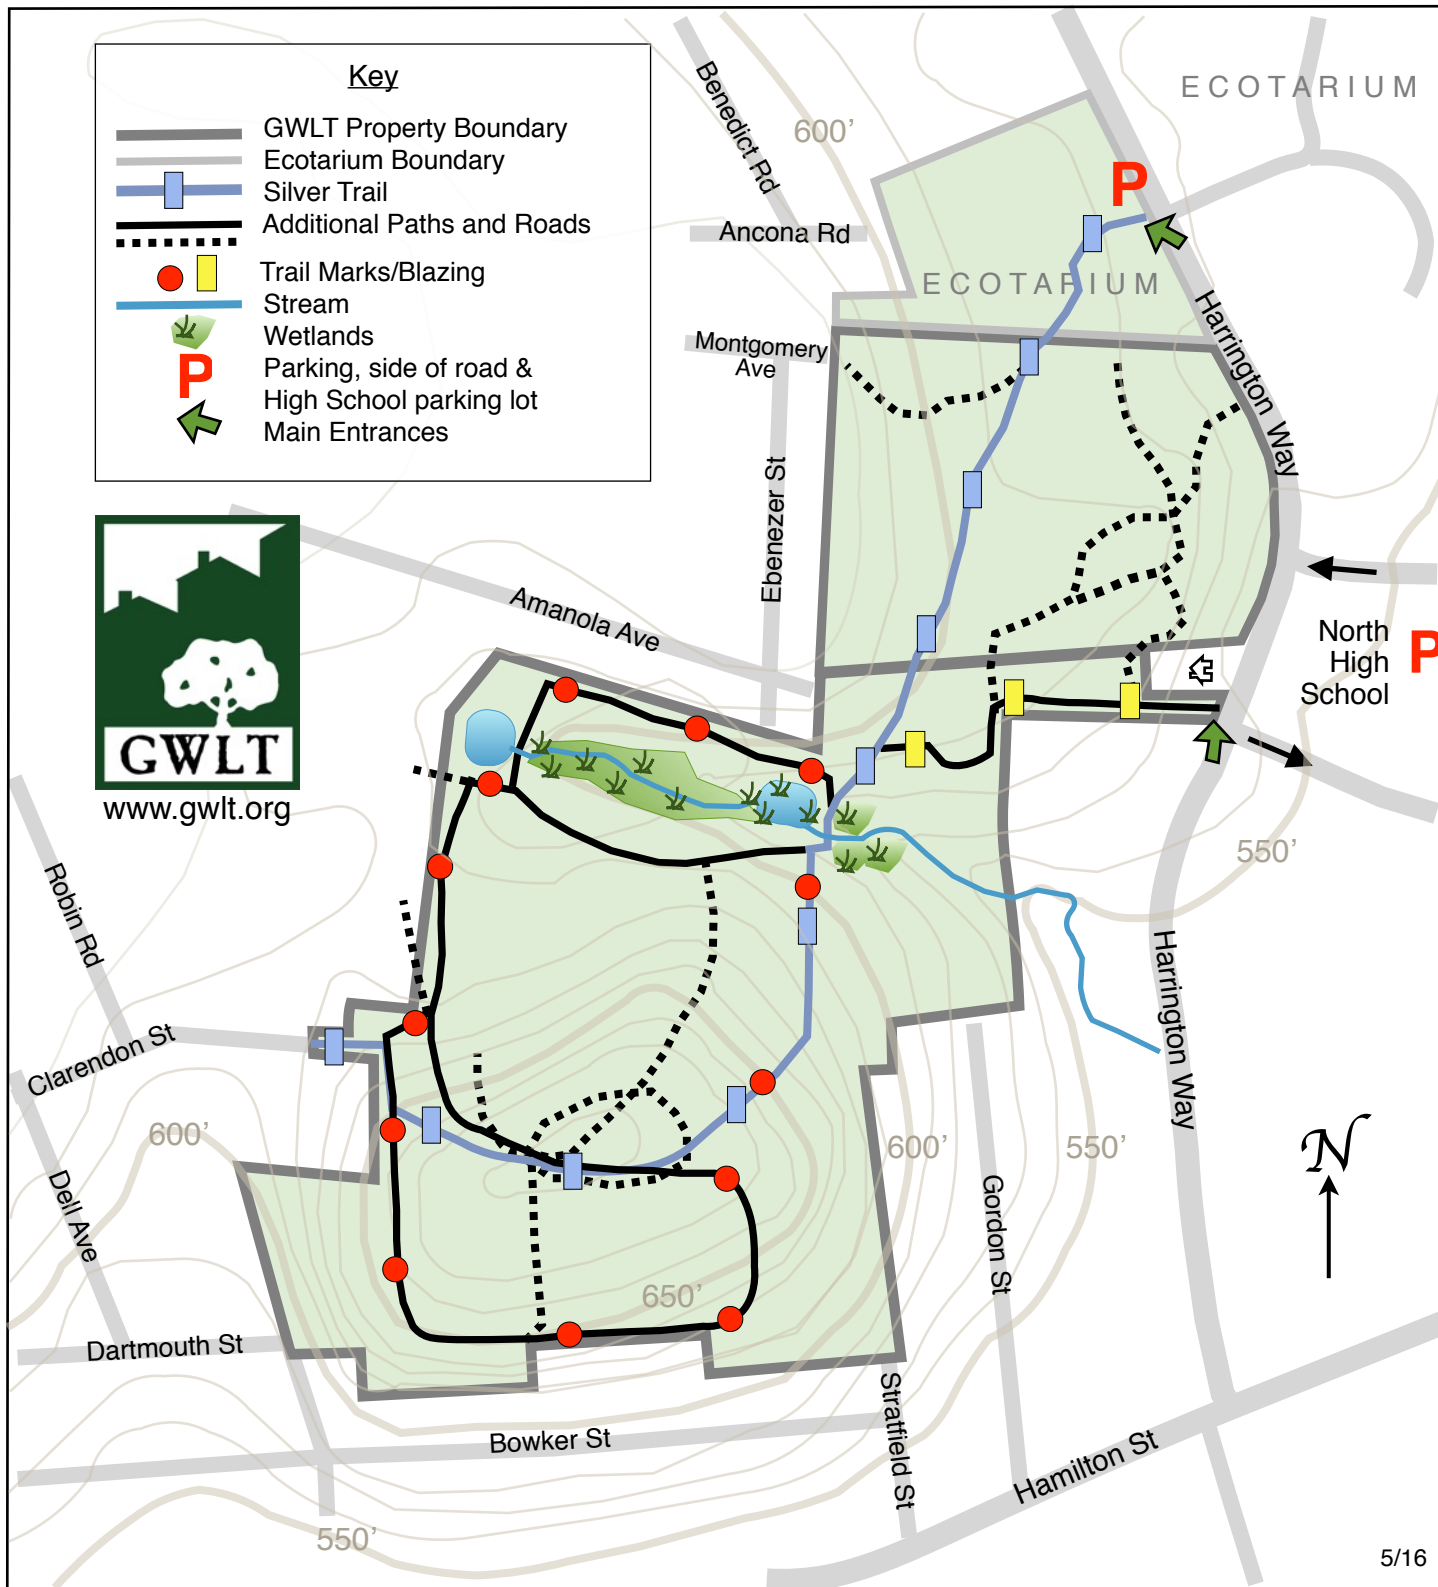 Key
GWLT Property Boundary
Ecotarium Boundary
Silver Trail
Additional Paths and Roads
Trail Marks/Blazing
Stream
Wetlands
P
Parking, side of road &
High School parking lot
Main Entrances
GWLT
www.gwlt.org
ECOTARIUM
Benedict Rd
600’
P
Ancona Rd
ECOTARIUM
Harrington Way
Montgomery
Ave
Ebenezer St
Amanola Ave
North
High
School
P
550’
Robin Rd
Harrington Way
Clarendon St
600’
600’
550’
N
Dell Ave
Gordon St
650’
Dartmouth St
Stratfield St
Bowker St
Hamilton St
550’
5/16